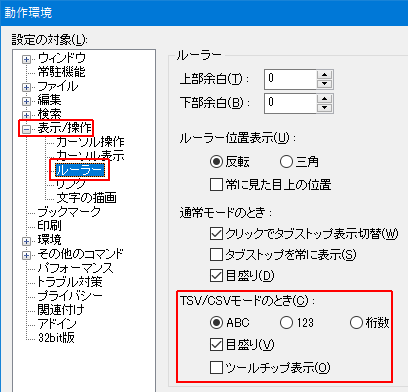 動作環境
設定の対象(L):
ウィンドウ
常駐機能
ファイル
編集
検索
表示/操作
カーソル操作
カーソル表示
ルーラー
リンク
文字の描画
ブックマーク
印刷
環境
その他のコマンド
パフォーマンス
トラブル対策
プライバシー
関連付け
アドイン
32bit版
ルーラー
上部余白(T): 0
下部余白(B): 0
ルーラー位置表示(U):
反転 三角
常に見た目上の位置
通常モードのとき:
クリックでタブストップ表示切替(W)
タブストップを常に表示(S)
目盛り(D)
TSV/CSVモードのとき(C):
ABC 123 桁数
目盛り(V)
ツールチップ表示(O)